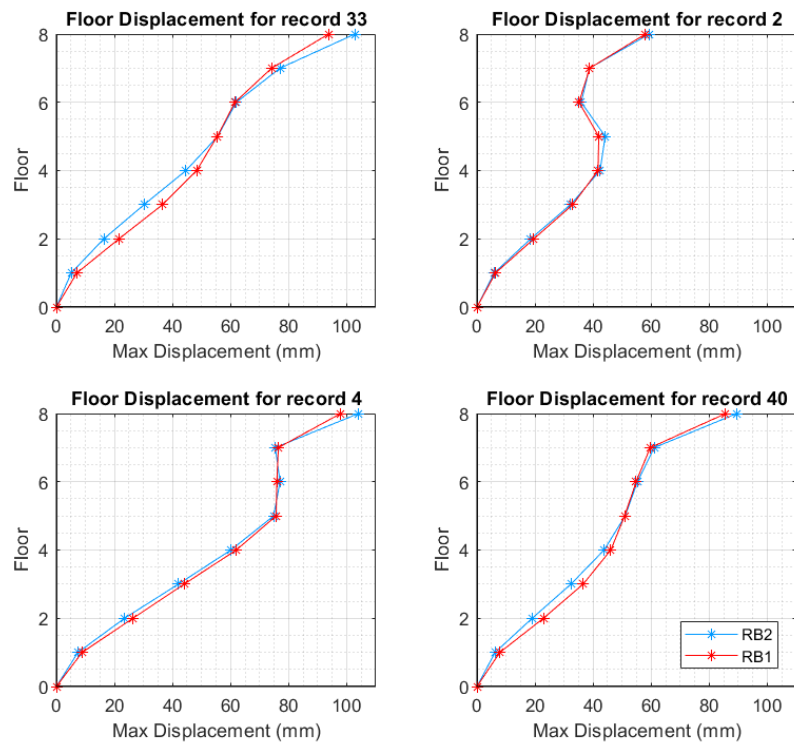 Floor Displacement for record 33
8
6
4
2
0
Floor
0 20 40 60 80 100
Max Displacement (mm)
Floor Displacement for record 2
8
6
4
2
0
Floor
0 20 40 60 80 100
Max Displacement (mm)
Floor Displacement for record 4
8
6
4
2
0
Floor
0 20 40 60 80 100
Max Displacement (mm)
Floor Displacement for record 40
8
6
4
2
0
Floor
RB2
RB1
0 20 40 60 80 100
Max Displacement (mm)